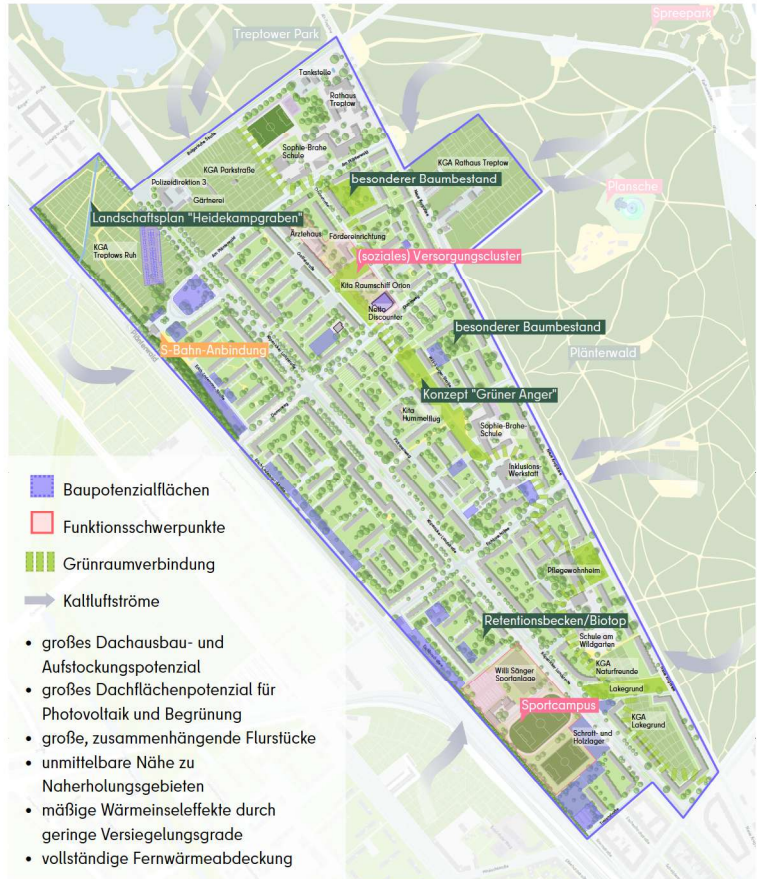 Treptower Park
Spreepark
Tankstelle
Rathaus
Treptow
Sophie-Brahe
Schule
KGA Parkstraße
KGA Rathaus Treptow
Polizeidirektion 3
Gärtnerei
besonderer Baumbestand
Plansche
Landschaftsplan "Heidekampgraben"
KGA
Treptows Ruh
Ärztehaus
Fördereinrichtung
(soziales) Versorgungscluster
Kita Raumschiff Orion
Netto
Discounter
besonderer Baumbestand
S-Bahn-Anbindung
Plänterwald
Plänterwald
Konzept "Grüner Anger"
Kita
Hummelflug
Sophie-Brahe-
Schule
Inklusions-
Werkstatt
Pflegewohnheim
Retentionsbecken/Biotop
Schule am
Wildgarten
KGA
Naturfreunde
Willi Sänger
Sportanlage
Lakegrund
Sportcampus
KGA
Lakegrund
Schrott- und
Holzlager
Baupotenzialflächen
Funktionsschwerpunkte
Grünraumverbindung
Kaltluftströme
• großes Dachausbau- und
Aufstockungspotenzial
• großes Dachflächenpotenzial für
Photovoltaik und Begrünung
• große, zusammenhängende Flurstücke
• unmittelbare Nähe zu
Naherholungsgebieten
• mäßige Wärmeinseleffekte durch
geringe Versiegelungsgrade
• vollständige Fernwärmeabdeckung